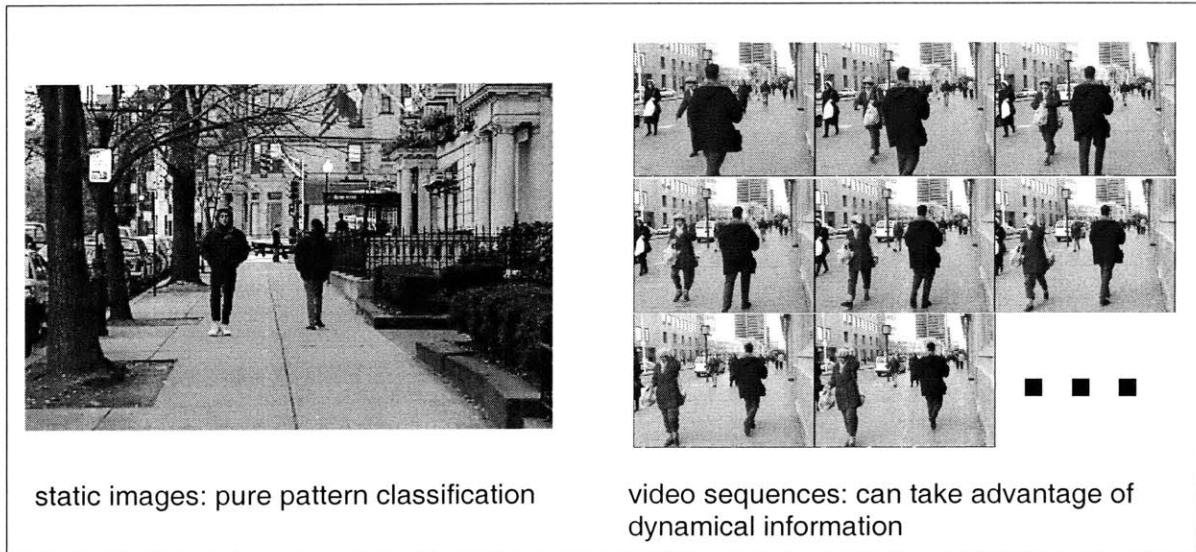 static images: pure pattern classification
video sequences: can take advantage of
dynamical information